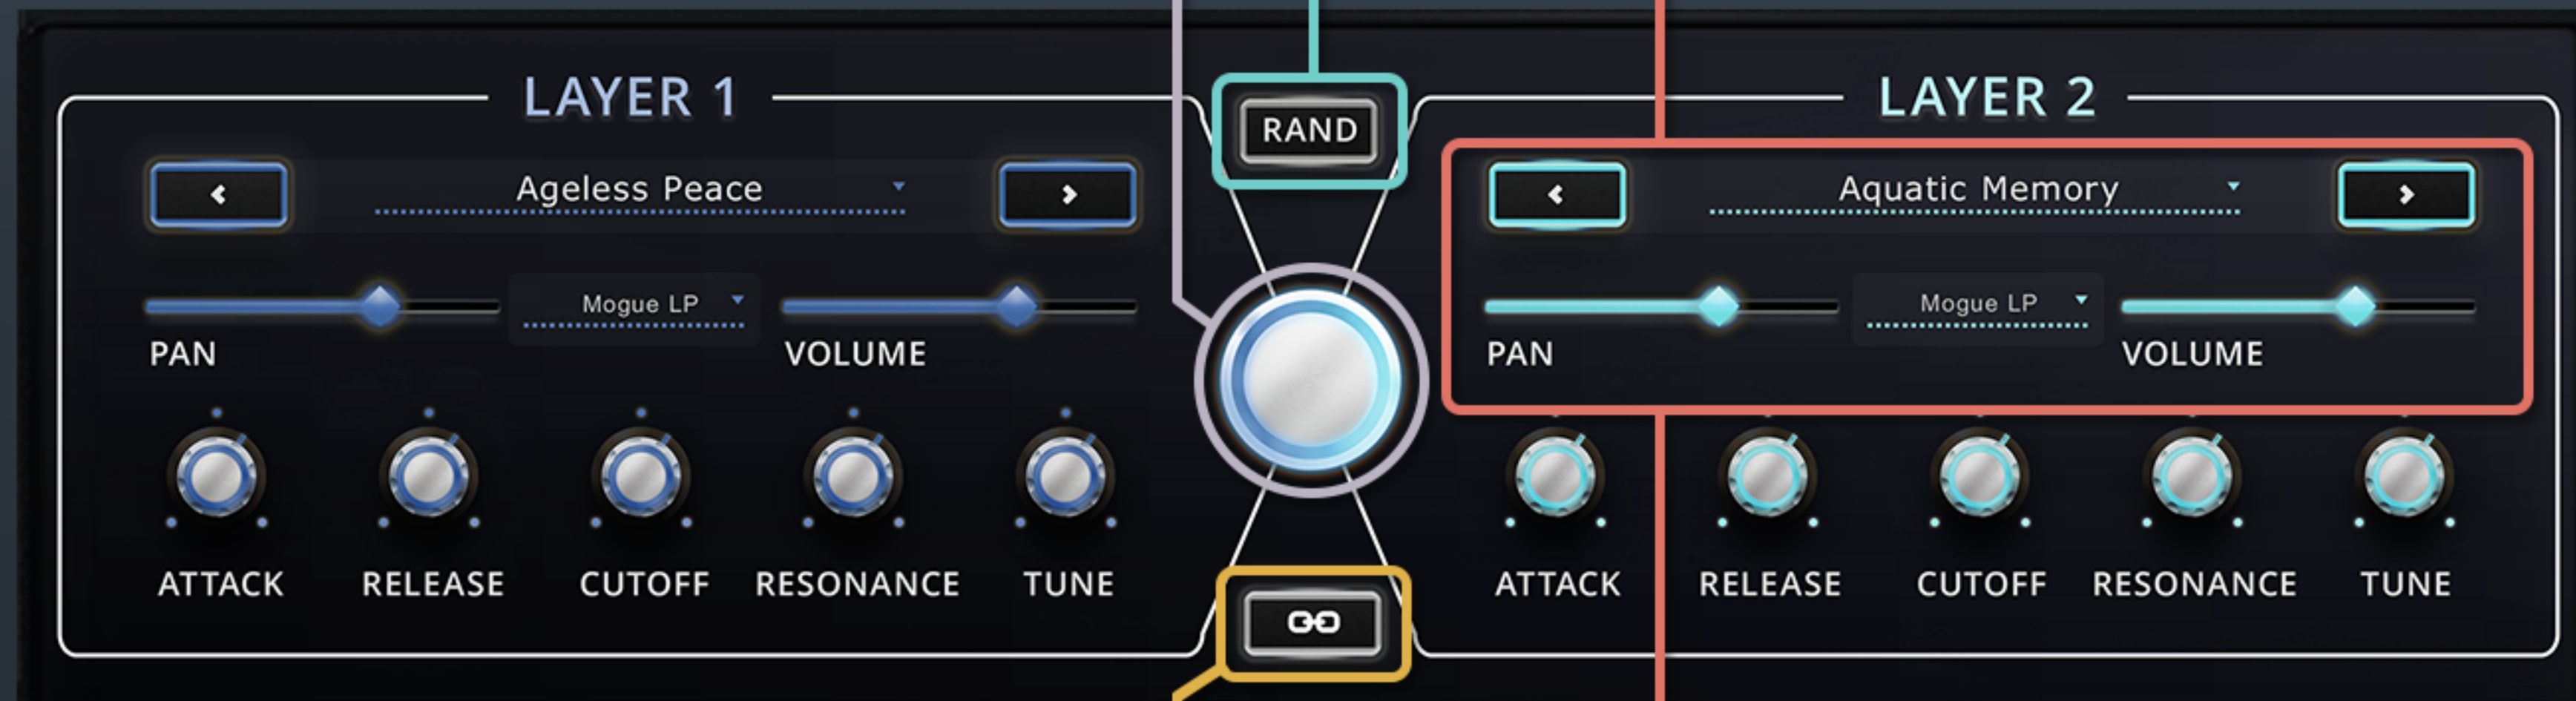 LAYER 1
RAND
LAYER 2
Ageless Peace
Aquatic Memory
Mogue LP
Mogue LP
PAN
VOLUME
PAN
VOLUME
ATTACK RELEASE CUTOFF RESONANCE TUNE
ATTACK RELEASE CUTOFF RESONANCE TUNE